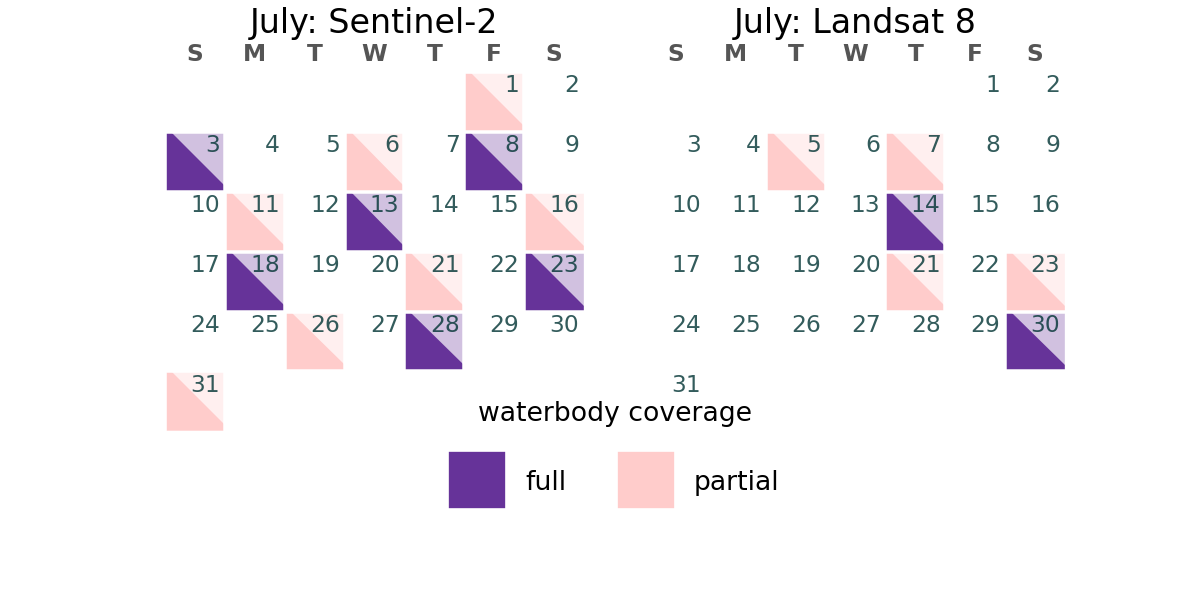 July: Sentinel-2
S M T W T F S
1 2
3 4 5 6 7 8 9
10 11 12 13 14 15 16
17 18 19 20 21 22 23
24 25 26 27 28 29 30
31
July: Landsat 8
S M T W T F S
1 2
3 4 5 6 7 8 9
10 11 12 13 14 15 16
17 18 19 20 21 22 23
24 25 26 27 28 29 30
31
waterbody coverage
full partial